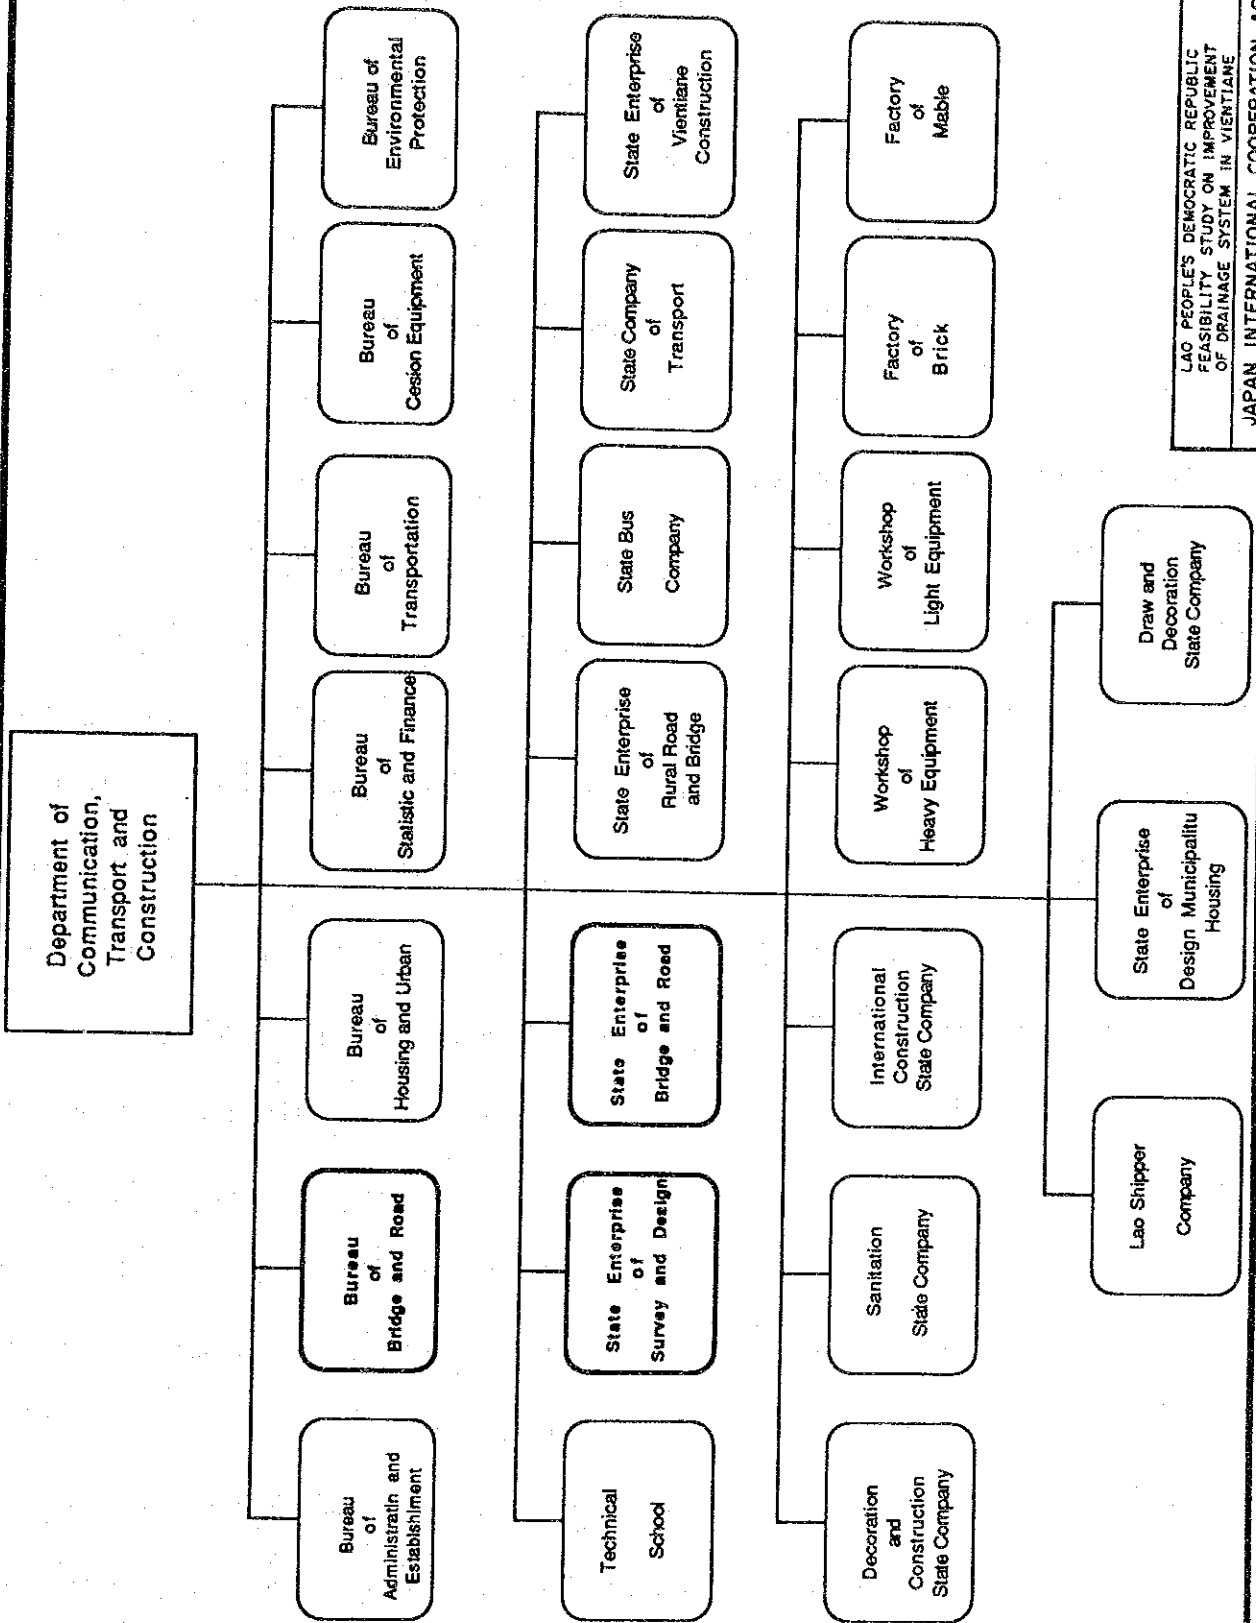 Department of
Communication,
Transport and
Construction
Bureau
of
Administratin and
Establshiment
Bureau
of
Bridge and Road
Bureau
of
Housing and Urban
Bureau
of
Statistic and Finance
Bureau
of
Transportation
Bureau
of
Cesion Equipment
Bureau of
Environmental
Protection
Technical
School
State Enterprise
of
Survey and Design
State Enterprise
of
Bridge and Road
State Enterprise
of
Rural Road
and Bridge
State Bus
Company
State Company
of
Transport
State Enterprise
of
Vientiane
Construction
Decoration
and
Construction
State Company
Sanitation
State Company
International
Construction
State Company
Workshop
of
Heavy Equipment
Workshop
of
Light Equipment
Factory
of
Brick
Factory
of
Mable
Lao Shipper
Company
State Enterprise
of
Design Municipalitu
Housing
Draw and
Decoration
State Company
LAO PEOPLE'S DEMOCRATIC REPUBLIC
FEASIBILITY STUDY ON IMPROVEMENT
OF DRAINAGE SYSTEM IN VIENTIANE
JAPAN INTERNATIONAL COOPERATION